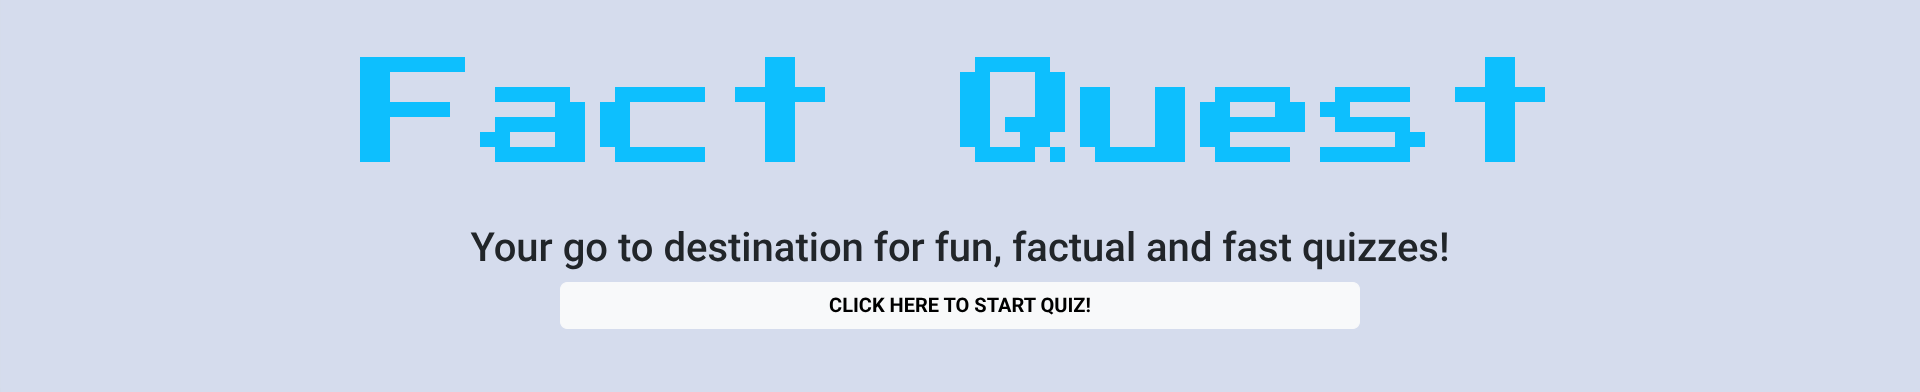 Fact Quest
Your go to destination for fun, factual and fast quizzes!
CLICK HERE TO START QUIZ!